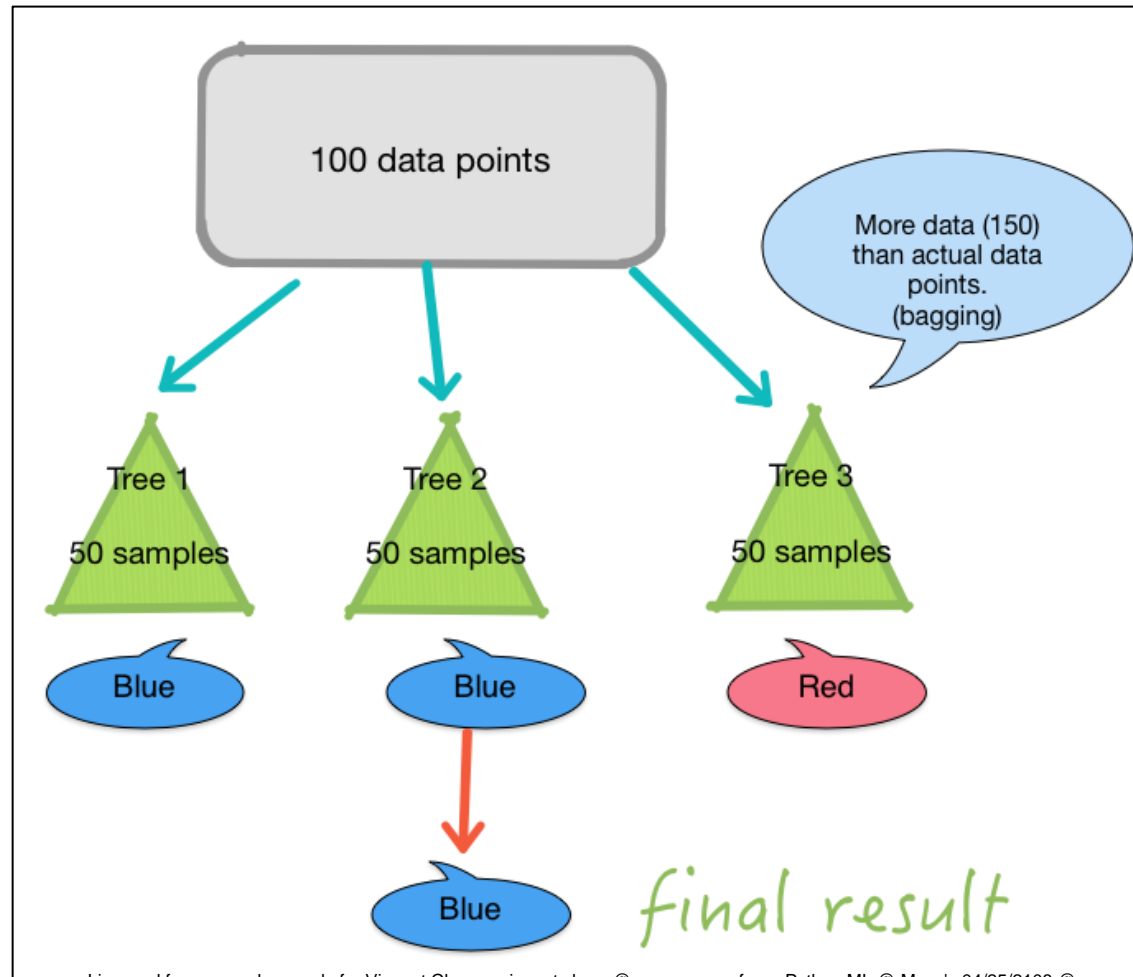 100 data points
More data (150)
than actual data
points.
(bagging)
Tree 1
50 samples
Tree 2
50 samples
Tree 3
50 samples
Blue
Blue
Red
Blue
final result